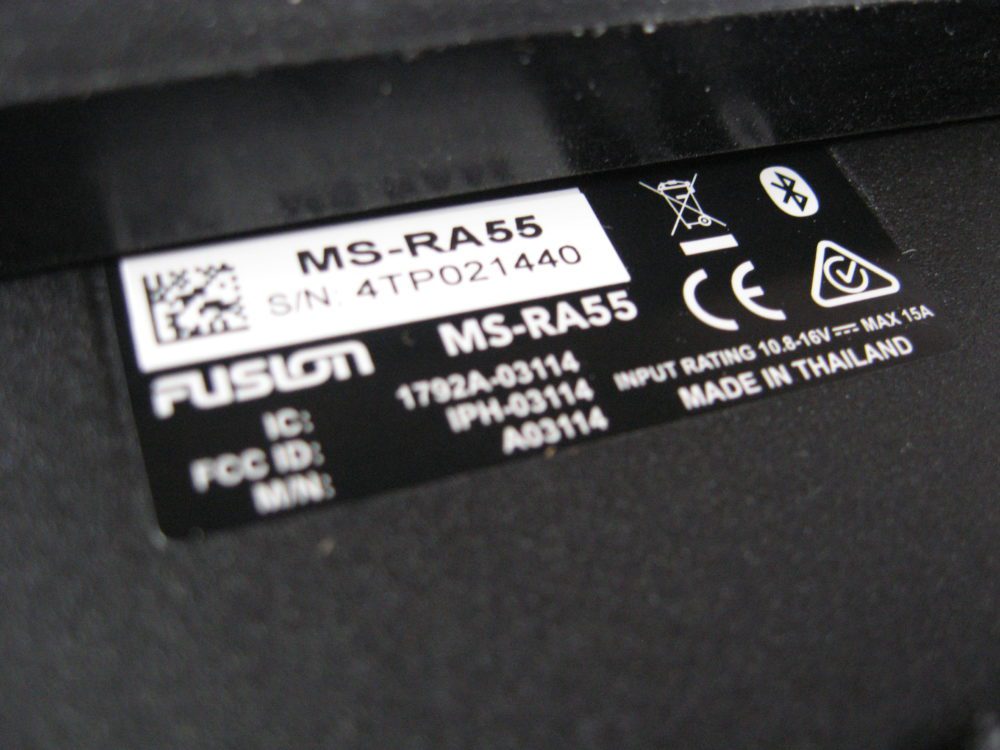 MS-RA55
S/N: 4TP021440
FUSION
MS-RA55
IC: 1792A-03114
FCC ID: IPH-03114
M/N: A03114
CE
INPUT RATING 10.8-16V⎓ MAX 15A
MADE IN THAILAND